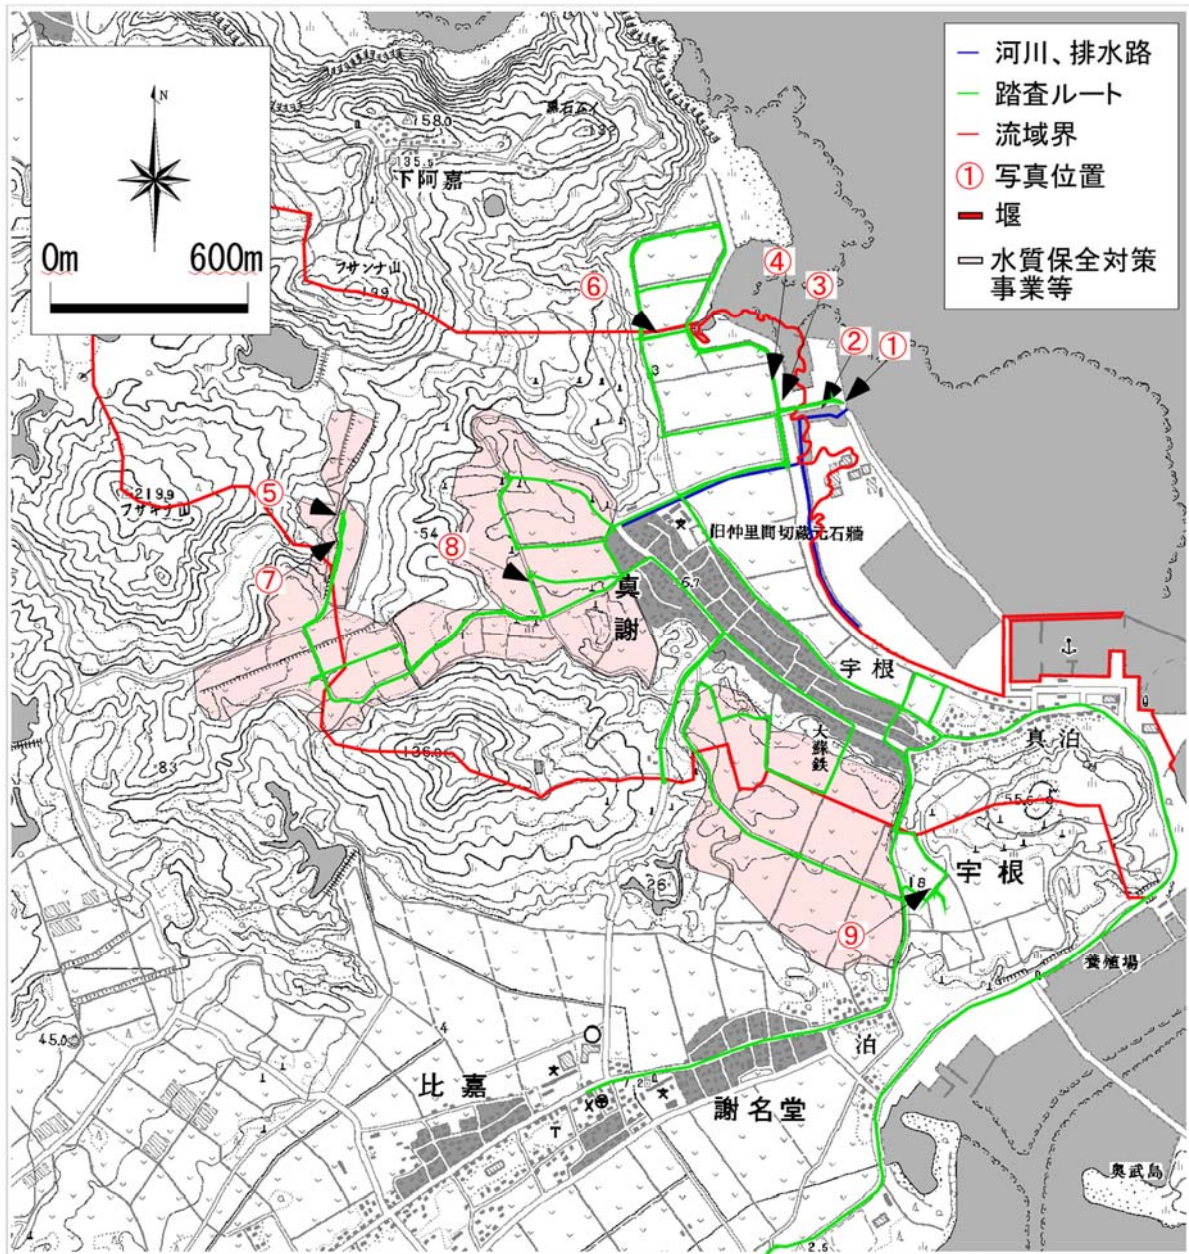 N
0m
600m
河川、排水路
踏査ルート
流域界
① 写真位置
堰
水質保全対策
事業等
158.0
135.5
下阿嘉
フサンナ山
139
⑥
④
③
②
①
3
219.9
フサキナ山
⑤
⑦
54
⑧
旧仲里間切蔵元石牆
6.7
真謝
宇根
大蘇鉄
真泊
136.0
83
26
18
宇根
⑨
養殖場
45.0
4
比嘉
泊
謝名堂
奥武島
2.5